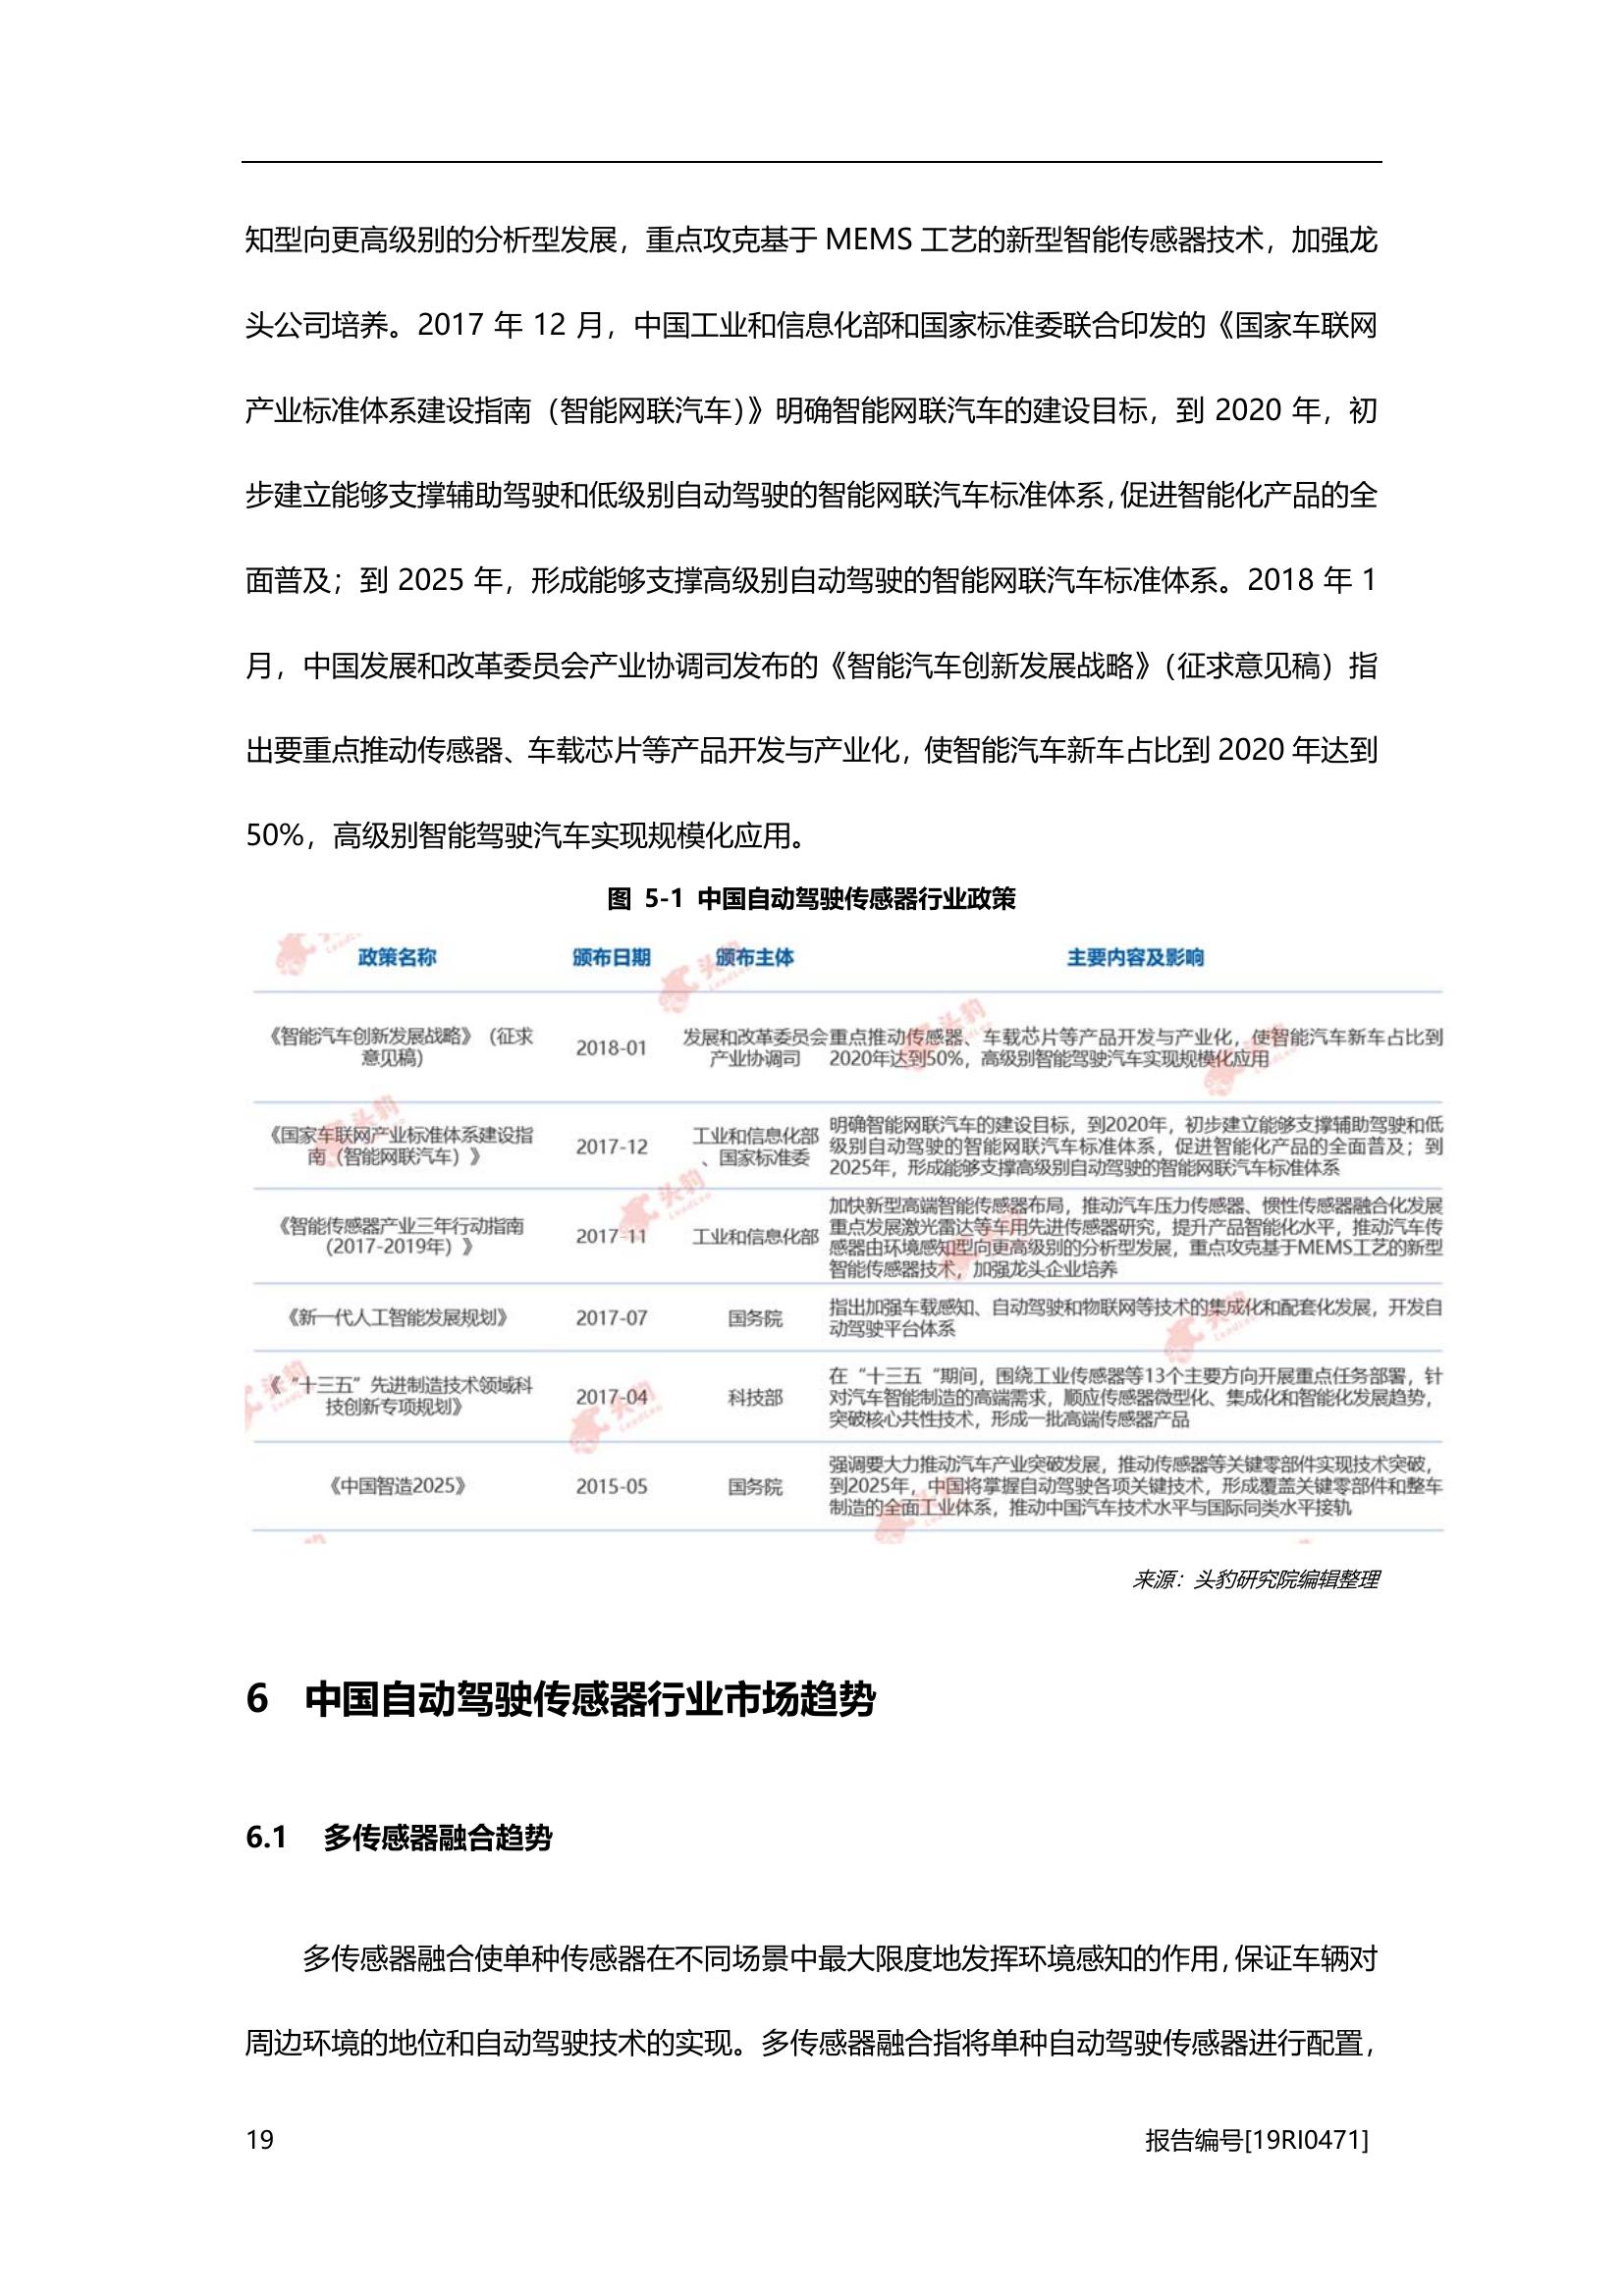 知型向更高级别的分析型发展，重点攻克基于 MEMS 工艺的新型智能传感器技术，加强龙
头公司培养。2017 年 12 月，中国工业和信息化部和国家标准委联合印发的《国家车联网
产业标准体系建设指南（智能网联汽车）》明确智能网联汽车的建设目标，到 2020 年，初
步建立能够支撑辅助驾驶和低级别自动驾驶的智能网联汽车标准体系，促进智能化产品的全
面普及；到 2025 年，形成能够支撑高级别自动驾驶的智能网联汽车标准体系。2018 年 1
月，中国发展和改革委员会产业协调司发布的《智能汽车创新发展战略》（征求意见稿）指
出要重点推动传感器、车载芯片等产品开发与产业化，使智能汽车新车占比到 2020 年达到
50%，高级别智能驾驶汽车实现规模化应用。
图 5-1 中国自动驾驶传感器行业政策
政策名称 颁布日期 颁布主体 主要内容及影响
《智能汽车创新发展战略》（征求
意见稿）
2018-01
发展和改革委员会
产业协调司
重点推动传感器、车载芯片等产品开发与产业化，使智能汽车新车占比到
2020年达到50%，高级别智能驾驶汽车实现规模化应用
《国家车联网产业标准体系建设指
南（智能网联汽车）》
2017-12
工业和信息化部
、国家标准委
明确智能网联汽车的建设目标，到2020年，初步建立能够支撑辅助驾驶和低
级别自动驾驶的智能网联汽车标准体系，促进智能化产品的全面普及；到
2025年，形成能够支撑高级别自动驾驶的智能网联汽车标准体系
《智能传感器产业三年行动指南
（2017-2019年）》
2017-11
工业和信息化部
加快新型高端智能传感器布局，推动汽车压力传感器、惯性传感器融合化发展
重点发展激光雷达等车用先进传感器研究，提升产品智能化水平，推动汽车传
感器由环境感知型向更高级别的分析型发展，重点攻克基于MEMS工艺的新型
智能传感器技术，加强龙头企业培养
《新一代人工智能发展规划》
2017-07
国务院
指出加强车载感知、自动驾驶和物联网等技术的集成化和配套化发展，开发自
动驾驶平台体系
《“十三五”先进制造技术领域科
技创新专项规划》
2017-04
科技部
在“十三五“期间，围绕工业传感器等13个主要方向开展重点任务部署，针
对汽车智能制造的高端需求，顺应传感器微型化、集成化和智能化发展趋势，
突破核心共性技术，形成一批高端传感器产品
《中国智造2025》
2015-05
国务院
强调要大力推动汽车产业突破发展，推动传感器等关键零部件实现技术突破，
到2025年，中国将掌握自动驾驶各项关键技术，形成覆盖关键零部件和整车
制造的全面工业体系，推动中国汽车技术水平与国际同类水平接轨
来源：头豹研究院编辑整理
6 中国自动驾驶传感器行业市场趋势
6.1 多传感器融合趋势
多传感器融合使单种传感器在不同场景中最大限度地发挥环境感知的作用，保证车辆对
周边环境的地位和自动驾驶技术的实现。多传感器融合指将单种自动驾驶传感器进行配置，
19 报告编号[19RI0471]